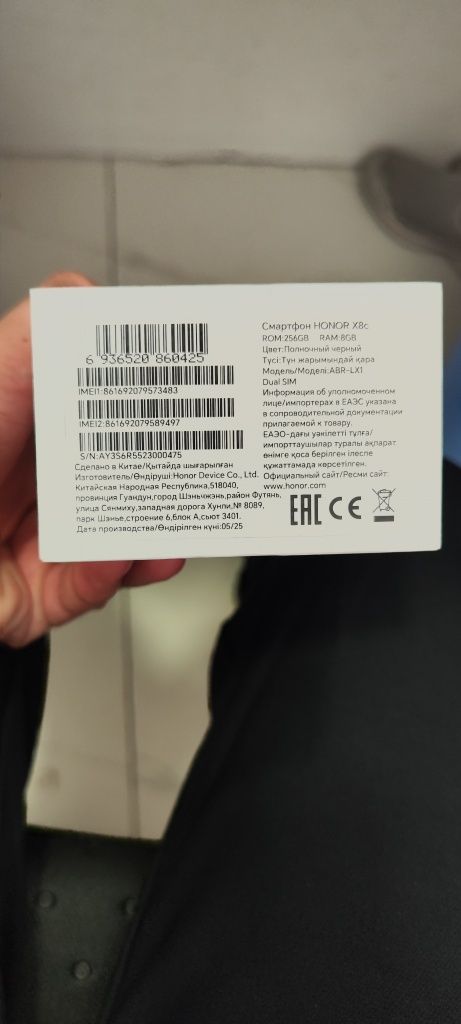 6 936520 860425
IMEI1:861692079573483
IMEI2:861692079589497
S/N:AY3S6R5523000475
Сделано в Китае/Қытайда шығарылған
Изготовитель/Өндіруші:Honor Device Co., Ltd.
Китайская Народная Республика,518040,
провинция Гуандун,город Шэньчжэнь,район Футянь,
улица Сянмиху,западная дорога Хунли,№ 8089,
парк Шэнье,строение 6,блок А,сьют 3401.
Дата производства/Өндірілген күні:05/25
Смартфон HONOR X8c
ROM:256GB RAM:8GB
Цвет:Полночный черный
Түсі:Түн жарымындай қара
Модель/Моделі:ABR-LX1
Dual SIM
Информация об уполномоченном
лице/импортерах в ЕАЭС указана
в сопроводительной документации
прилагаемой к товару.
ЕАЭО-дағы уәкілетті тұлға/
импорттаушылар туралы ақпарат
өнімге қоса берілген ілеспе
құжаттамада көрсетілген.
Официальный сайт/Ресми сайт:
www.honor.com
EAC CE